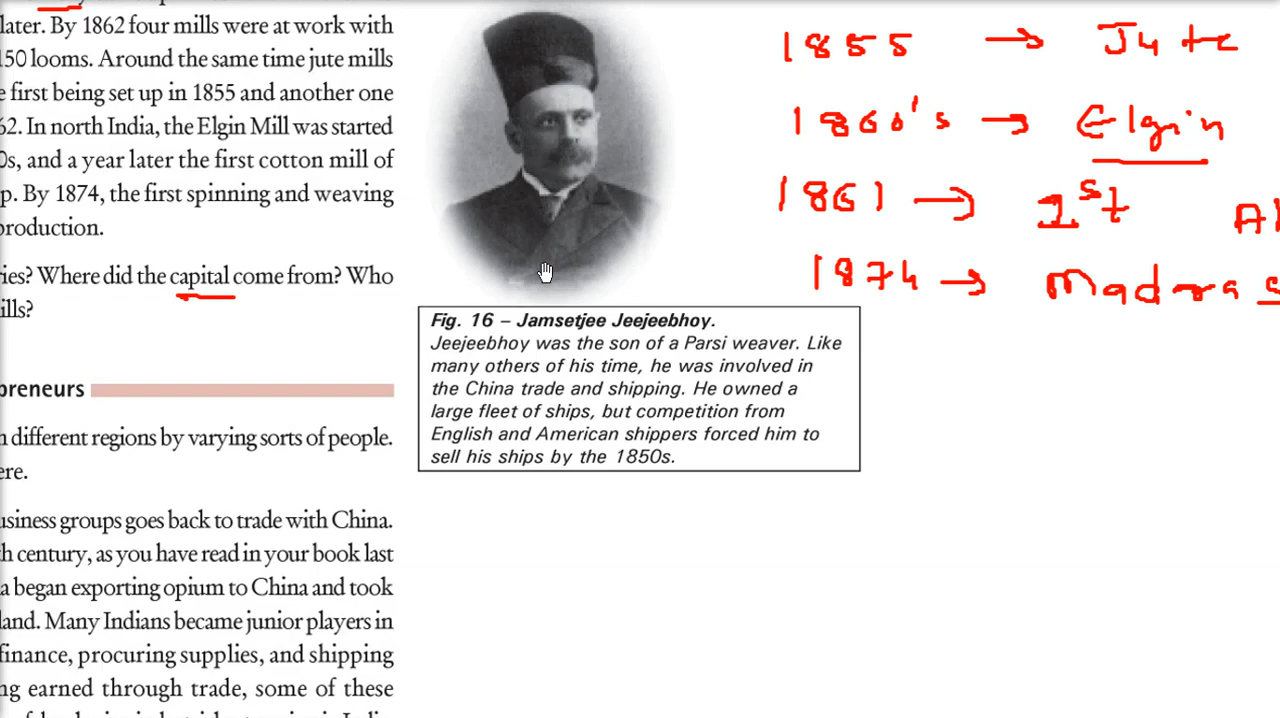 later. By 1862 four mills were at work with
150 looms. Around the same time jute mills
first being set up in 1855 and another one
62. In north India, the Elgin Mill was started
0s, and a year later the first cotton mill of
p. By 1874, the first spinning and weaving
production.
ries? Where did the capital come from? Who
ills?
preneurs
n different regions by varying sorts of people.
ere.
usiness groups goes back to trade with China.
th century, as you have read in your book last
a began exporting opium to China and took
land. Many Indians became junior players in
finance, procuring supplies, and shipping
ng earned through trade, some of these
Fig. 16 – Jamsetjee Jeejeebhoy.
Jeejeebhoy was the son of a Parsi weaver. Like
many others of his time, he was involved in
the China trade and shipping. He owned a
large fleet of ships, but competition from
English and American shippers forced him to
sell his ships by the 1850s.
1855 → Jute
1860's → Elgin
1861 → 1st
1874 → Madras